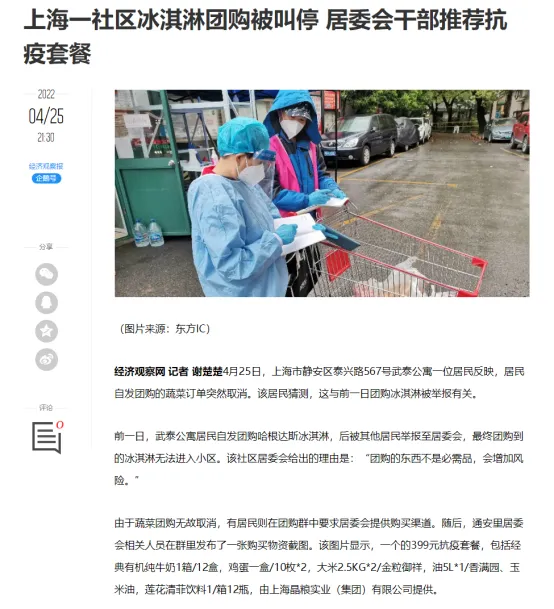 上海一社区冰淇淋团购被叫停 居委会干部推荐抗
疫套餐
2022
04/25
21:30
经济观察报
企鹅号
分享
评论
0
（图片来源：东方IC）
经济观察网 记者 谢楚楚4月25日，上海市静安区泰兴路567号武泰公寓一位居民反映，居民
自发团购的蔬菜订单突然取消。该居民猜测，这与前一日团购冰淇淋被举报有关。
前一日，武泰公寓居民自发团购哈根达斯冰淇淋，后被其他居民举报至居委会，最终团购到
的冰淇淋无法进入小区。该社区居委会给出的理由是：“团购的东西不是必需品，会增加风
险。”
由于蔬菜团购无故取消，有居民则在团购群中要求居委会提供购买渠道。随后，通安里居委
会相关人员在群里发布了一张购买物资截图。该图片显示，一个的399元抗疫套餐，包括经
典有机纯牛奶1箱/12盒，鸡蛋一盒/10枚*2，大米2.5KG*2/金粒御祥，油5L*1/香满园、玉
米油，莲花清菲饮料1/箱12瓶，由上海晶粮实业（集团）有限公司提供。